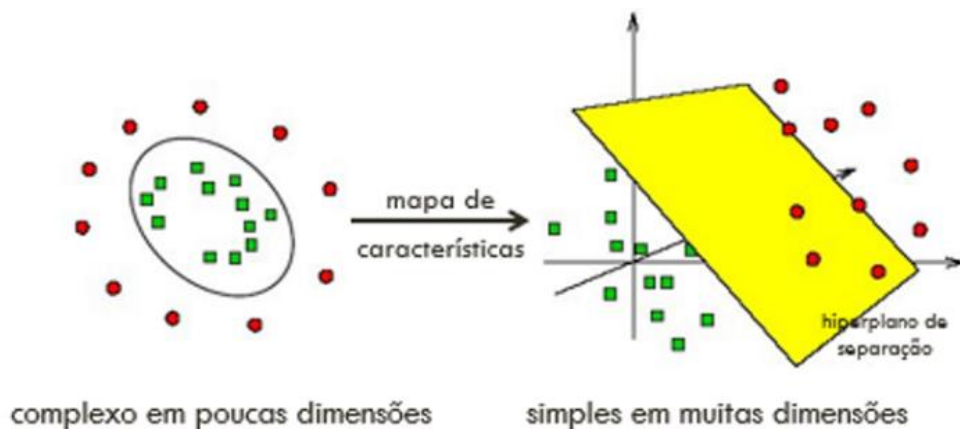 mapa de
características
hiperplano de
separação
complexo em poucas dimensões
simples em muitas dimensões